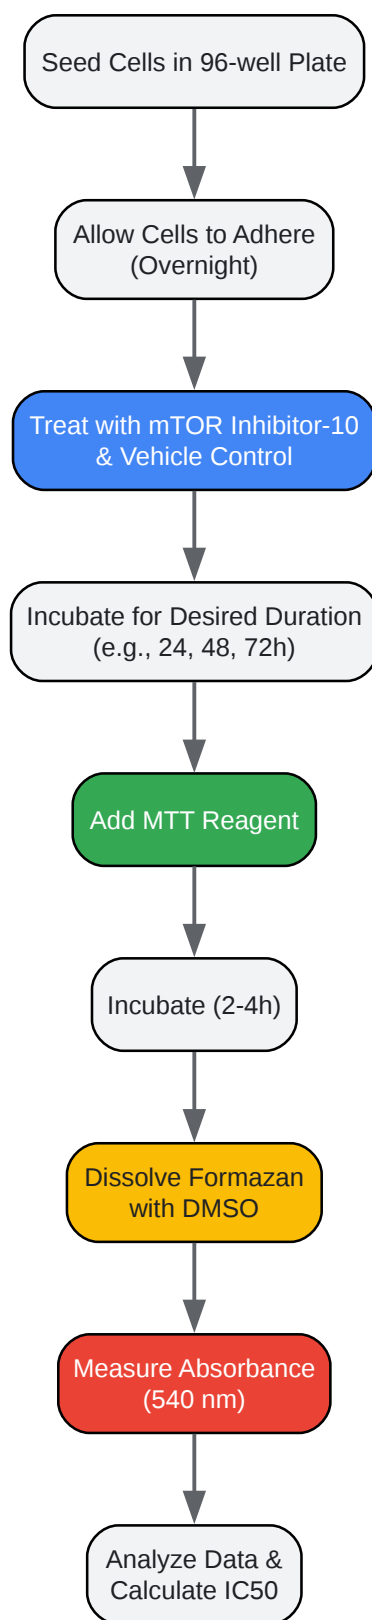 Seed Cells in 96-well Plate
Allow Cells to Adhere
(Overnight)
Treat with mTOR Inhibitor-10
& Vehicle Control
Incubate for Desired Duration
(e.g., 24, 48, 72h)
Add MTT Reagent
Incubate (2-4h)
Dissolve Formazan
with DMSO
Measure Absorbance
(540 nm)
Analyze Data &
Calculate IC50